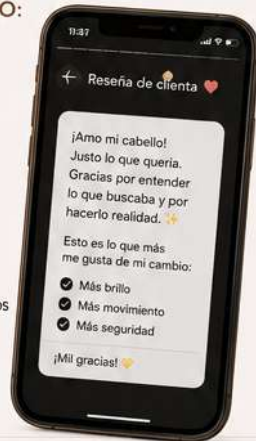 O:
11:37
Reseña de clienta ❤️
¡Amo mi cabello!
Justo lo que quería.
Gracias por entender
lo que buscaba y por
hacerlo realidad. ✨
Esto es lo que más
me gusta de mi cambio:
Más brillo
Más movimiento
Más seguridad
¡Mil gracias! 💛
os